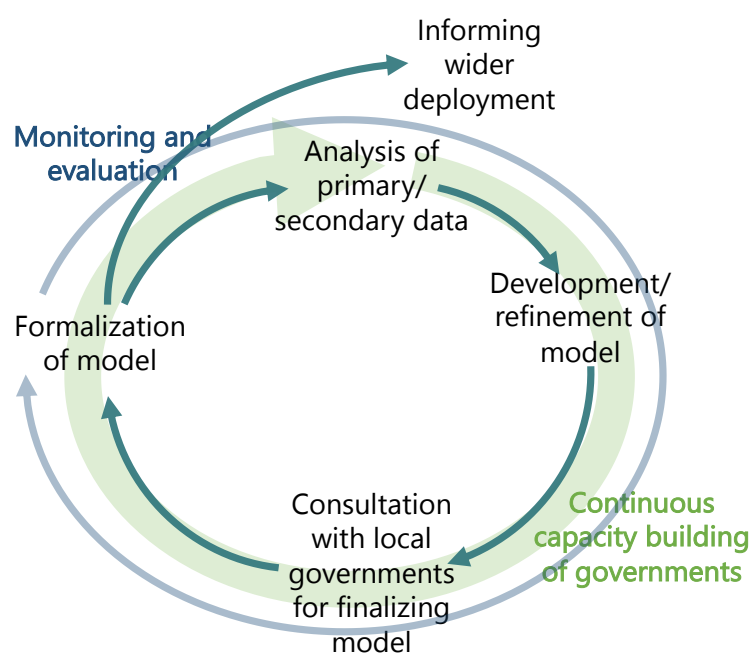 Informing
wider
deployment
Monitoring and
evaluation
Analysis of
primary/
secondary data
Development/
refinement of
model
Formalization
of model
Consultation
with local
governments
for finalizing
model
Continuous
capacity building
of governments